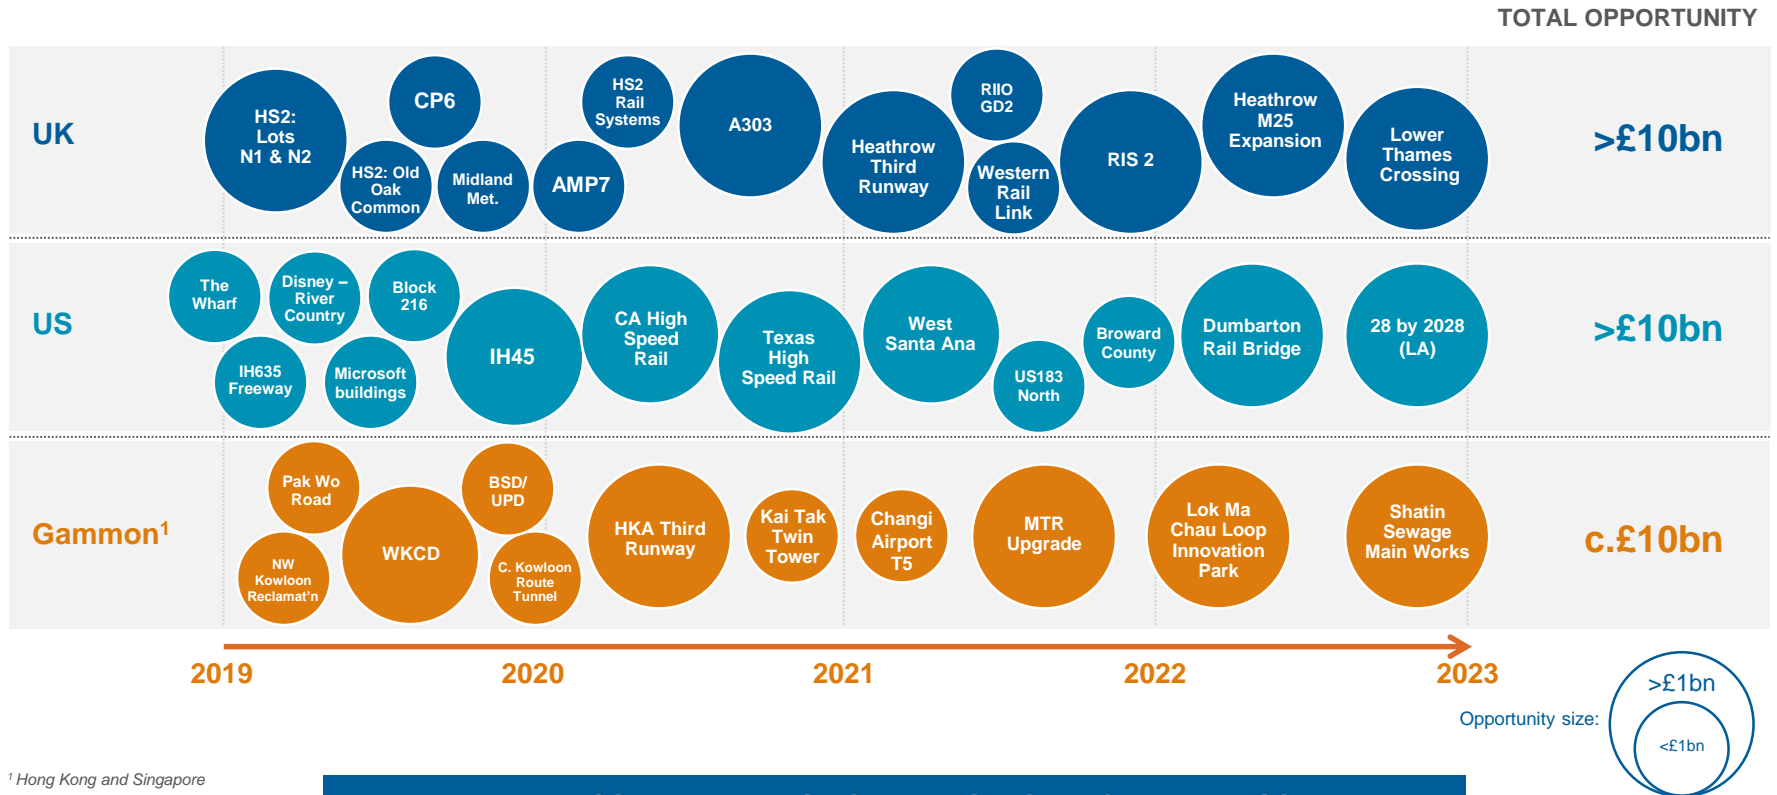 TOTAL OPPORTUNITY
UK
HS2:
Lots
N1 & N2
HS2: Old
Oak
Common
CP6
Midland
Met.
AMP7
HS2
Rail
Systems
A303
Heathrow
Third
Runway
RIIO
GD2
Western
Rail
Link
RIS 2
Heathrow
M25
Expansion
Lower
Thames
Crossing
>£10bn
US
The
Wharf
IH635
Freeway
Disney –
River
Country
Microsoft
buildings
Block
216
IH45
CA High
Speed
Rail
Texas
High
Speed Rail
West
Santa Ana
US183
North
Broward
County
Dumbarton
Rail Bridge
28 by 2028
(LA)
>£10bn
Gammon¹
NW
Kowloon
Reclamat'n
Pak Wo
Road
WKCD
BSD/
UPD
C. Kowloon
Route
Tunnel
HKA Third
Runway
Kai Tak
Twin
Tower
Changi
Airport
T5
MTR
Upgrade
Lok Ma
Chau Loop
Innovation
Park
Shatin
Sewage
Main Works
c.£10bn
2019
2020
2021
2022
2023
Opportunity size:
>£1bn
<£1bn
¹ Hong Kong and Singapore